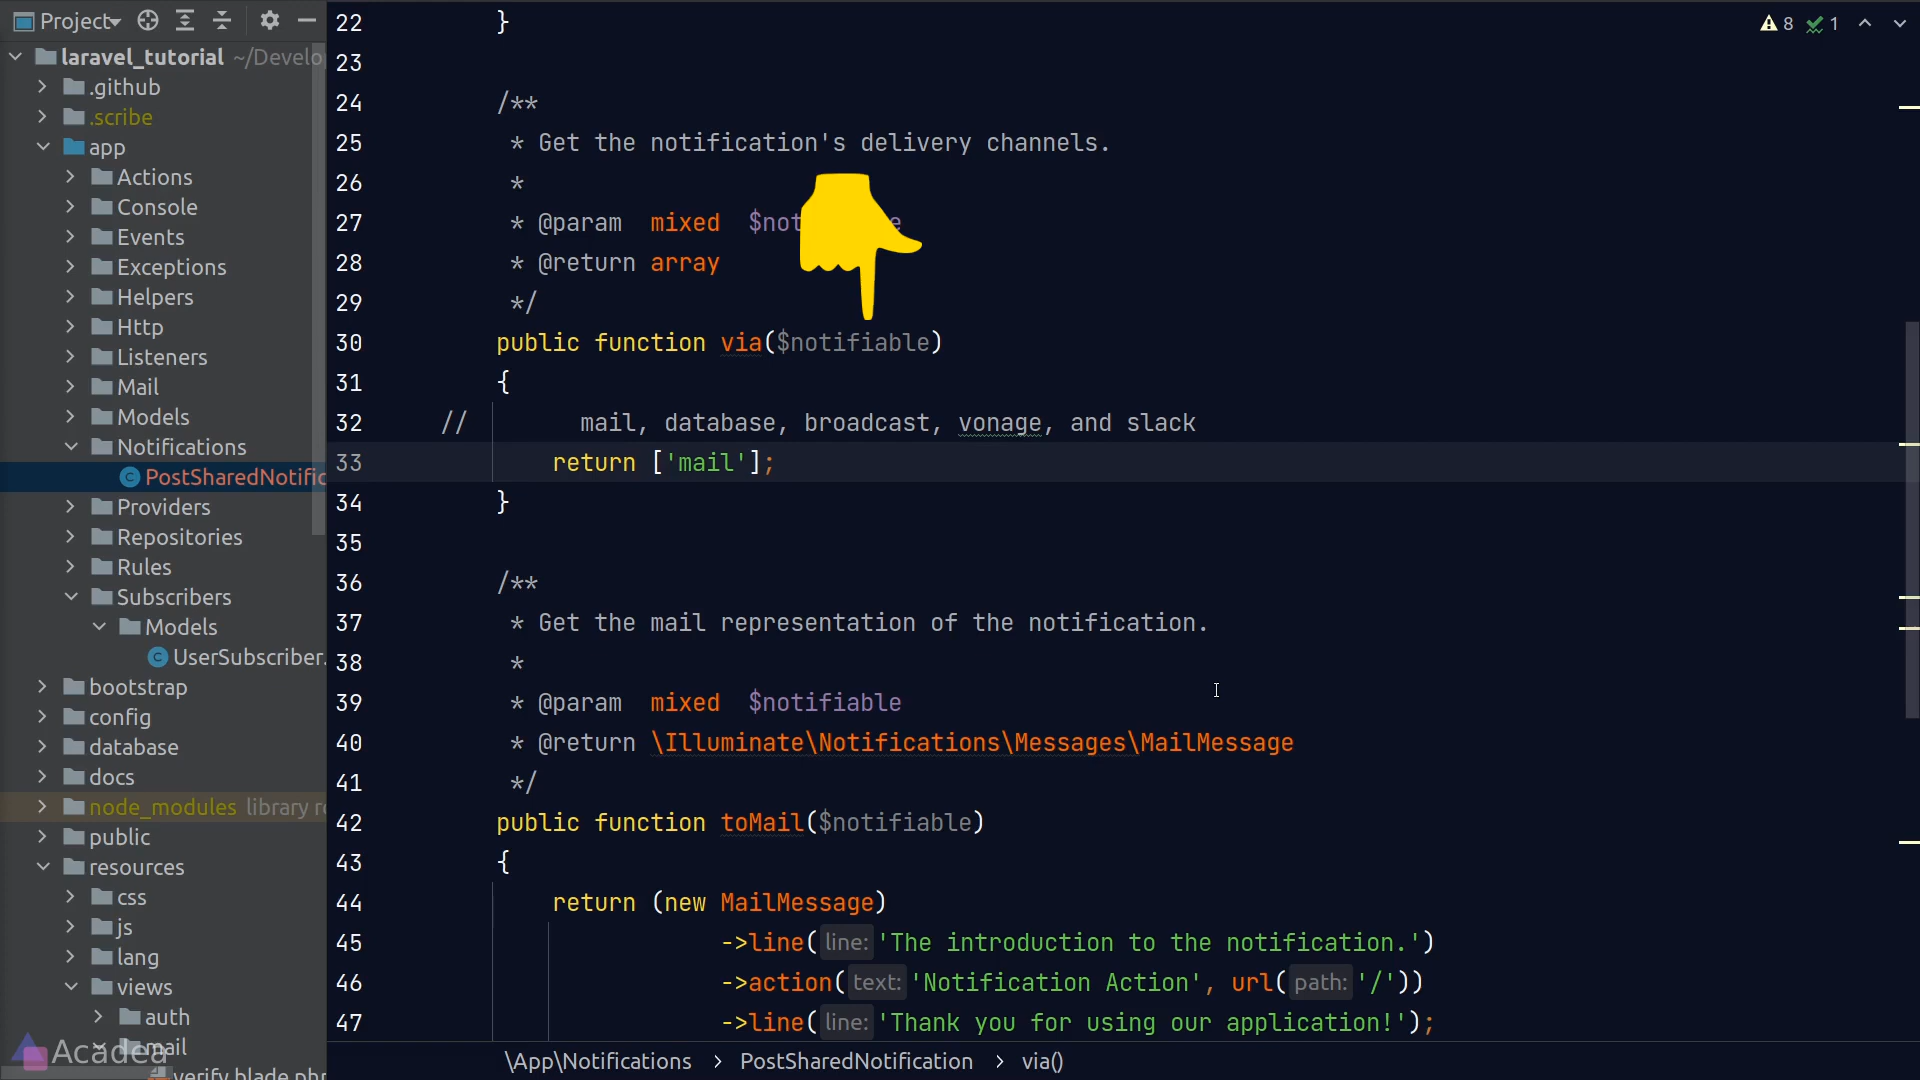 Project
laravel_tutorial ~/Develo
.github
.scribe
app
Actions
Console
Events
Exceptions
Helpers
Http
Listeners
Mail
Models
Notifications
PostSharedNotific
Providers
Repositories
Rules
Subscribers
Models
UserSubscriber.
bootstrap
config
database
docs
node_modules library r
public
resources
css
js
lang
views
auth
mail
verify.blade.php
Acadea
8 1
22 }
23
24 /**
25 * Get the notification's delivery channels.
26 *
27 * @param mixed $not e
28 * @return array
29 */
30 public function via($notifiable)
31 {
32 // mail, database, broadcast, vonage, and slack
33 return ['mail'];
34 }
35
36 /**
37 * Get the mail representation of the notification.
38 *
39 * @param mixed $notifiable
40 * @return \Illuminate\Notifications\Messages\MailMessage
41 */
42 public function toMail($notifiable)
43 {
44 return (new MailMessage)
45 ->line( line: 'The introduction to the notification.')
46 ->action( text: 'Notification Action', url( path: '/'))
47 ->line( line: 'Thank you for using our application!');
\App\Notifications > PostSharedNotification > via()